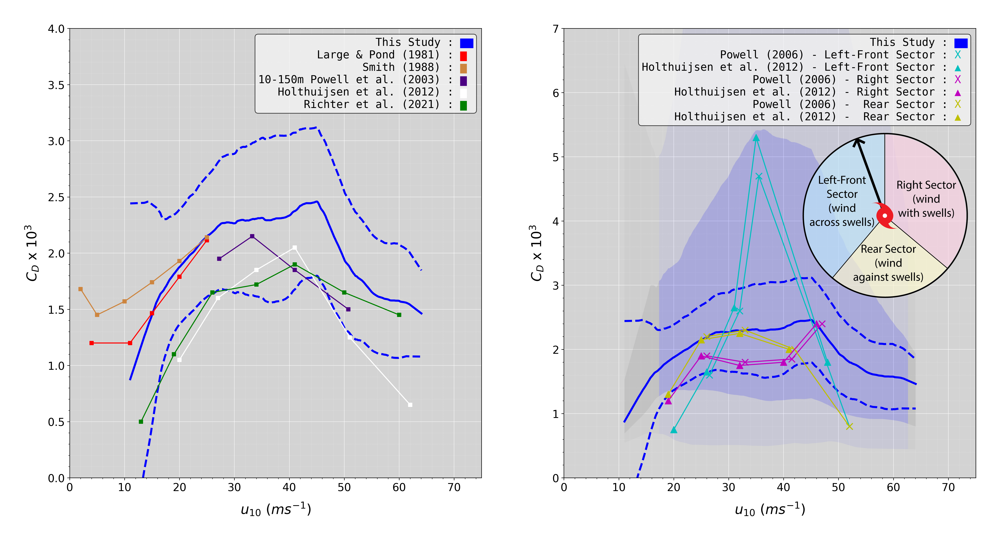 4.0
3.5
3.0
2.5
2.0
1.5
1.0
0.5
0.0
C_D x 10^3
0 10 20 30 40 50 60 70
u_10 (ms^-1)
This Study :
Large & Pond (1981) :
Smith (1988) :
10-150m Powell et al. (2003) :
Holthuijsen et al. (2012) :
Richter et al. (2021) :
7
6
5
4
3
2
1
0
C_D x 10^3
0 10 20 30 40 50 60 70
u_10 (ms^-1)
This Study :
Powell (2006) - Left-Front Sector :
Holthuijsen et al. (2012) - Left-Front Sector :
Powell (2006) - Right Sector :
Holthuijsen et al. (2012) - Right Sector :
Powell (2006) -  Rear Sector :
Holthuijsen et al. (2012) -  Rear Sector :
Left-Front
Sector
(wind
across swells)
Right Sector
(wind
with swells)
Rear Sector
(wind
against swells)